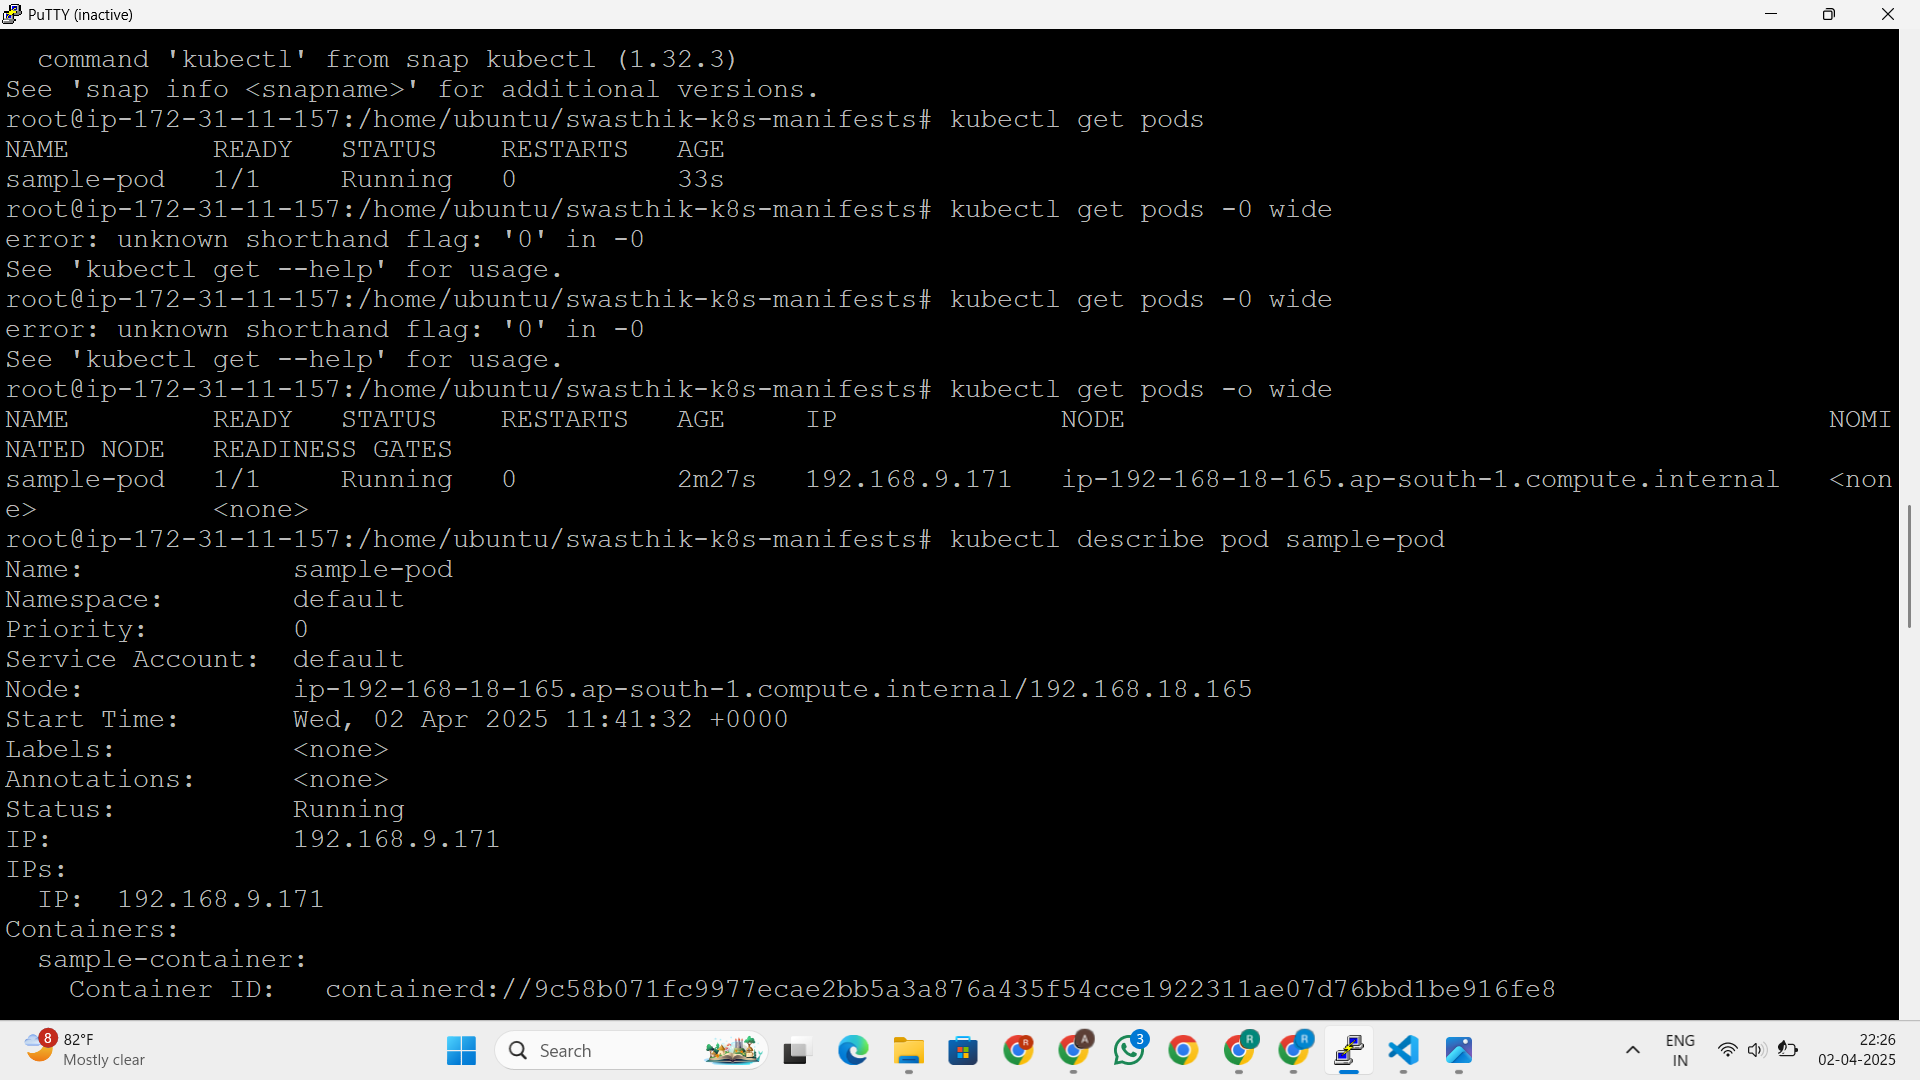 PuTTY (inactive)
command 'kubectl' from snap kubectl (1.32.3)
See 'snap info <snapname>' for additional versions.
root@ip-172-31-11-157:/home/ubuntu/swasthik-k8s-manifests# kubectl get pods
NAME READY STATUS RESTARTS AGE
sample-pod 1/1 Running 0 33s
root@ip-172-31-11-157:/home/ubuntu/swasthik-k8s-manifests# kubectl get pods -0 wide
error: unknown shorthand flag: '0' in -0
See 'kubectl get --help' for usage.
root@ip-172-31-11-157:/home/ubuntu/swasthik-k8s-manifests# kubectl get pods -0 wide
error: unknown shorthand flag: '0' in -0
See 'kubectl get --help' for usage.
root@ip-172-31-11-157:/home/ubuntu/swasthik-k8s-manifests# kubectl get pods -o wide
NAME READY STATUS RESTARTS AGE IP NODE NOMI
NATED NODE READINESS GATES
sample-pod 1/1 Running 0 2m27s 192.168.9.171 ip-192-168-18-165.ap-south-1.compute.internal <non
e> <none>
root@ip-172-31-11-157:/home/ubuntu/swasthik-k8s-manifests# kubectl describe pod sample-pod
Name: sample-pod
Namespace: default
Priority: 0
Service Account: default
Node: ip-192-168-18-165.ap-south-1.compute.internal/192.168.18.165
Start Time: Wed, 02 Apr 2025 11:41:32 +0000
Labels: <none>
Annotations: <none>
Status: Running
IP: 192.168.9.171
IPs:
IP: 192.168.9.171
Containers:
sample-container:
Container ID: containerd://9c58b071fc9977ecae2bb5a3a876a435f54cce1922311ae07d76bbd1be916fe8
8
82°F
Mostly clear
Search
R
A
3
R
R
ENG
IN
22:26
02-04-2025